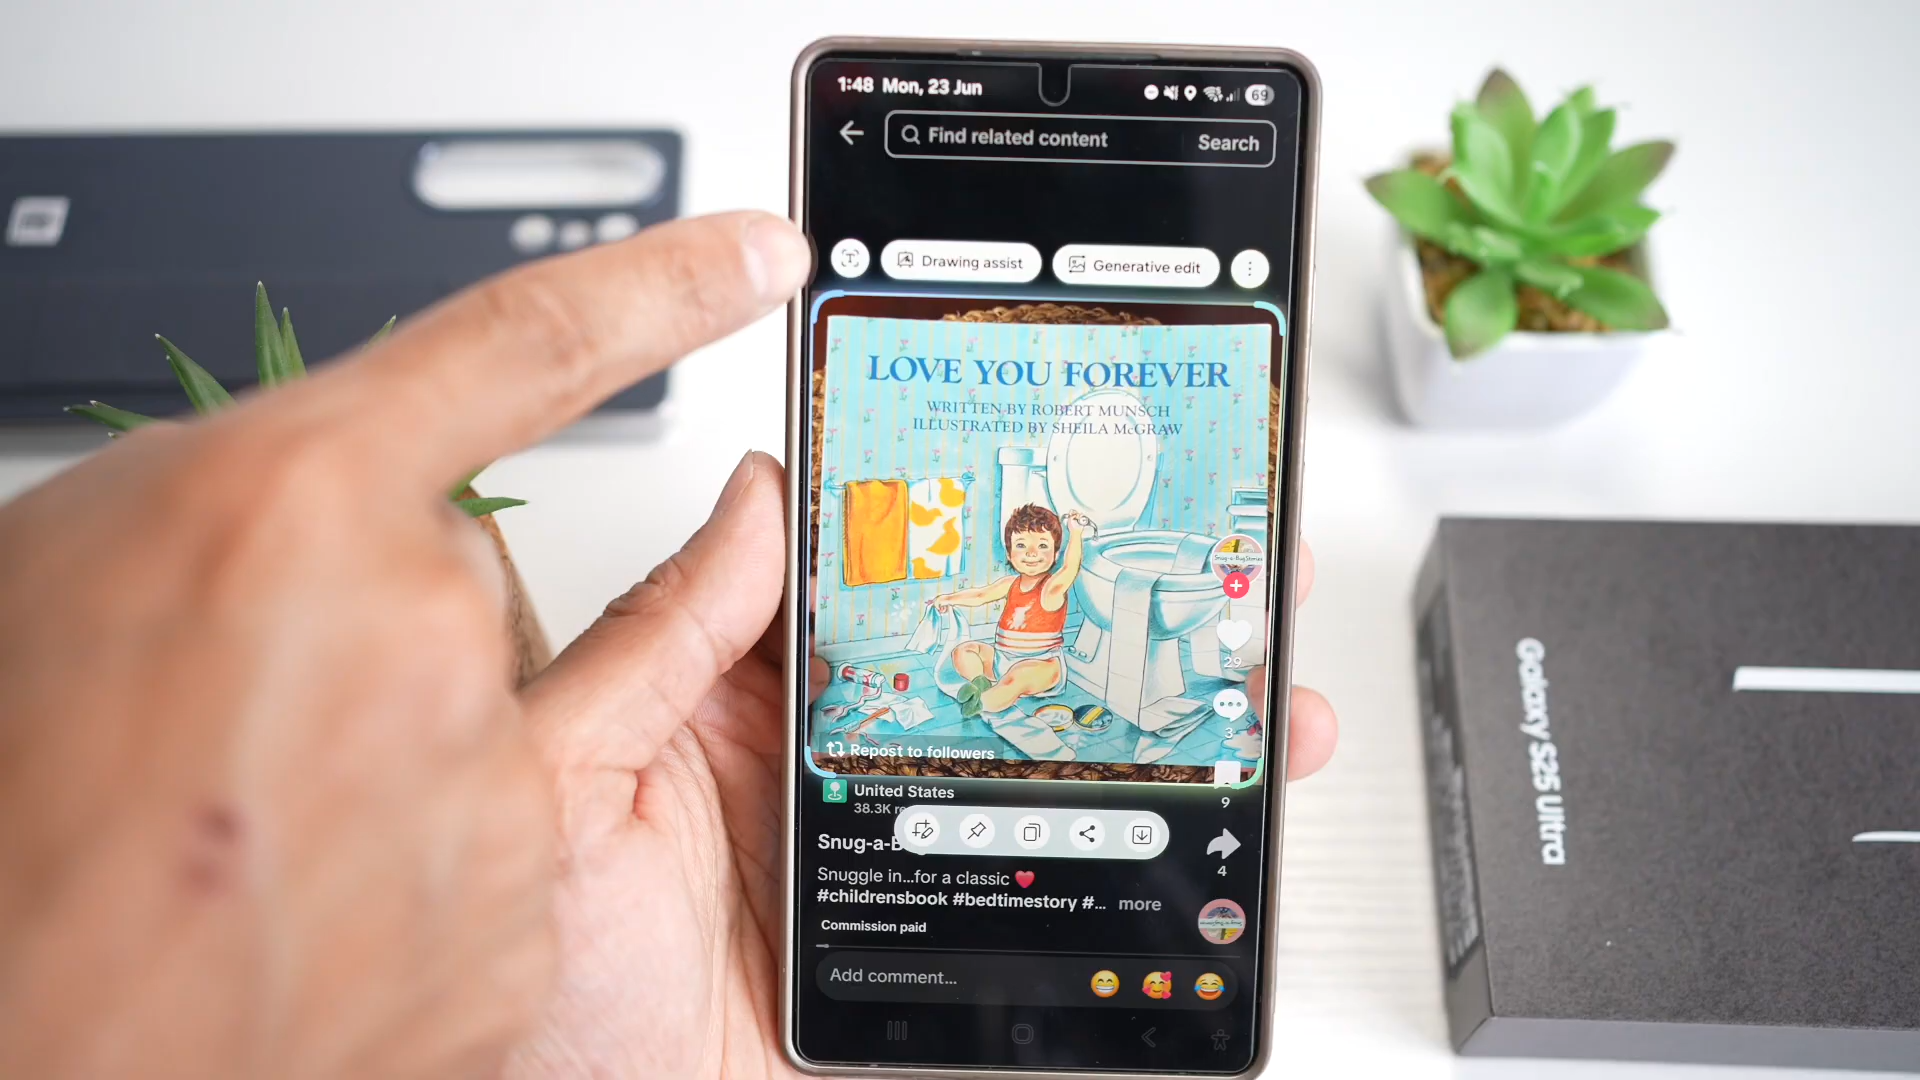 1:48 Mon, 23 Jun
69
Find related content
Search
T
Drawing assist
Generative edit
LOVE YOU FOREVER
WRITTEN BY ROBERT MUNSCH
ILLUSTRATED BY SHEILA McGRAW
29
3
Repost to followers
United States
38.3K
9
Snug-a-B
4
Snuggle in...for a classic ❤️
#childrensbook #bedtimestory #... more
Commission paid
Add comment...
Galaxy S25 Ultra